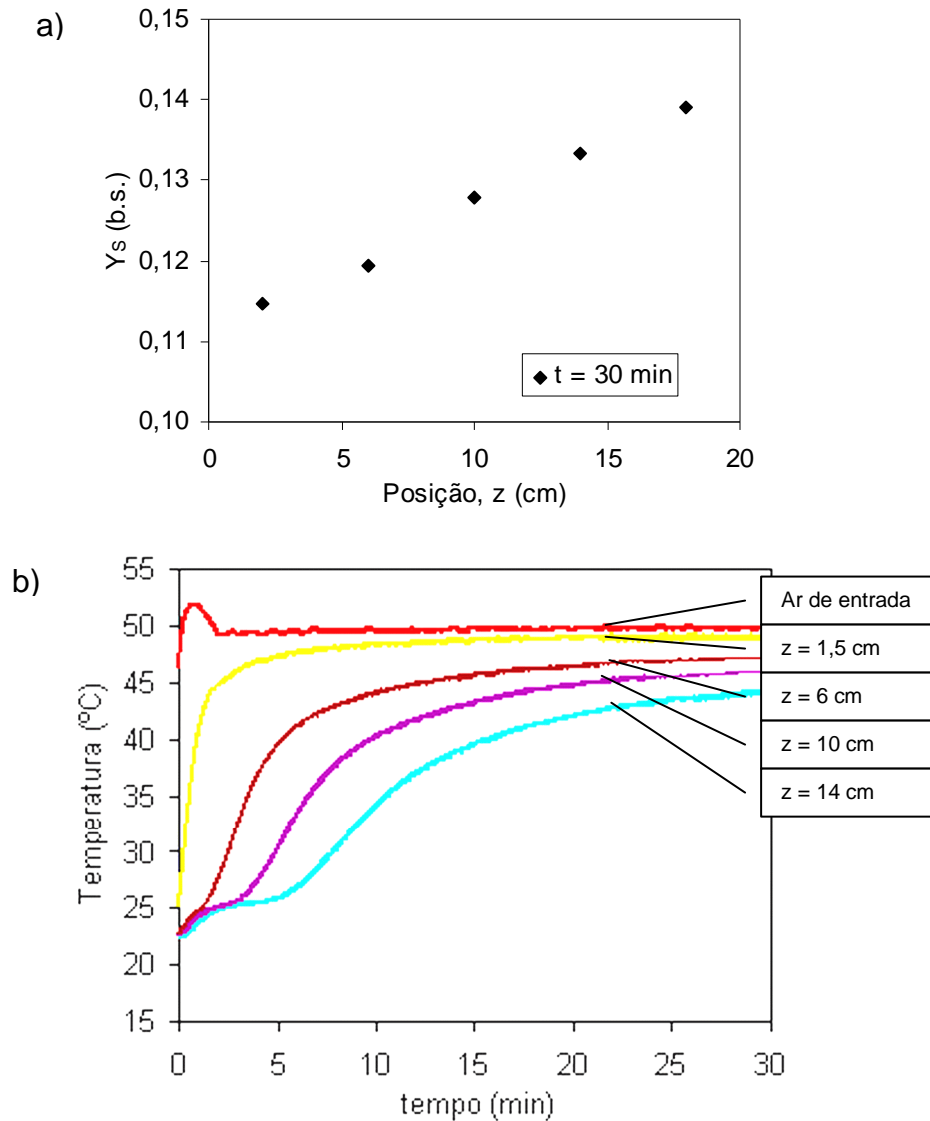 a)
0,15
0,14
0,13
0,12
0,11
0,10
Ys (b.s.)
t = 30 min
0 5 10 15 20
Posição, z (cm)
b)
55
50
45
40
35
30
25
20
15
Temperatura (ºC)
Ar de entrada
z = 1,5 cm
z = 6 cm
z = 10 cm
z = 14 cm
0 5 10 15 20 25 30
tempo (min)